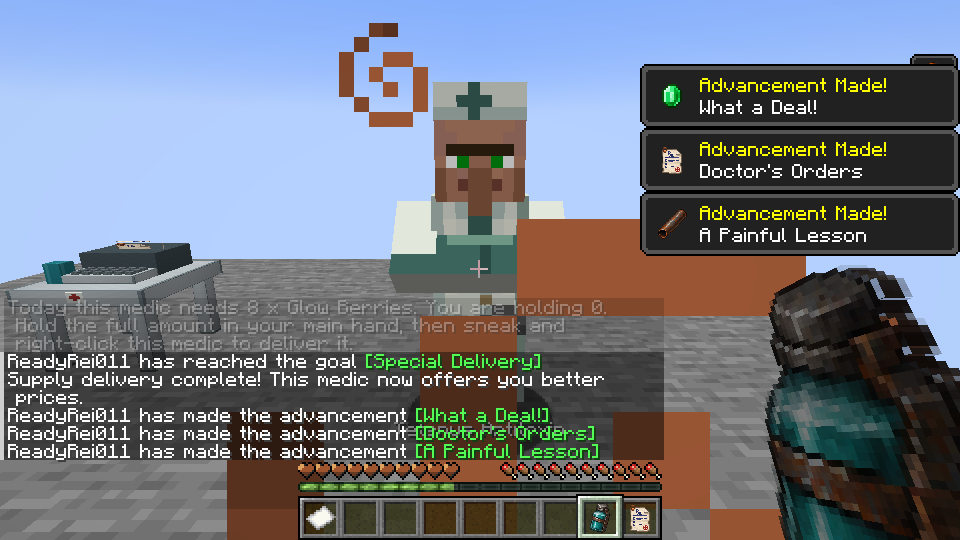 Advancement Made!
What a Deal!
Advancement Made!
Doctor's Orders
Advancement Made!
A Painful Lesson
Today this medic needs 8 x Glow Berries. You are holding 0.
Hold the full amount in your main hand, then sneak and
right-click this medic to deliver it.
ReadyRei011 has reached the goal [Special Delivery]
Supply delivery complete! This medic now offers you better
prices.
ReadyRei011 has made the advancement [What a Deal!]
ReadyRei011 has made the advancement [Doctor's Orders]
ReadyRei011 has made the advancement [A Painful Lesson]